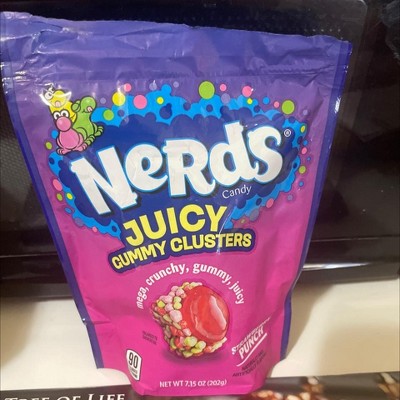 NERdS®
Candy
JUICY
GUMMY CLUSTERS
mega, crunchy, gummy, juicy
90
STRAWBERRY
PUNCH
NET WT 7.15 OZ (202g)
TREE OF LIFE